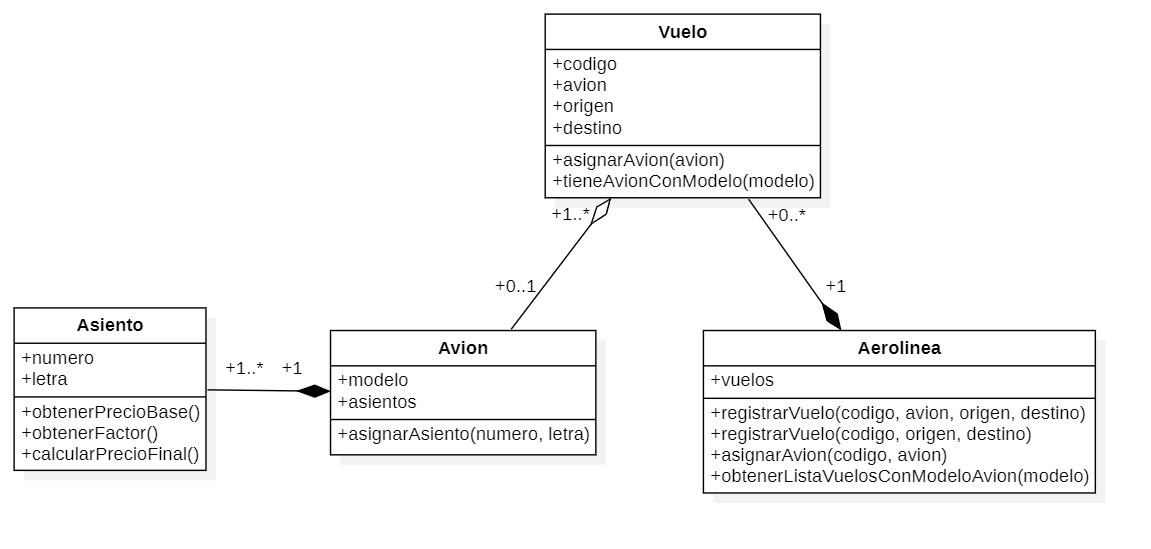 Vuelo
+codigo
+avion
+origen
+destino
+asignarAvion(avion)
+tieneAvionConModelo(modelo)
+1..*
+0..*
+0..1
+1
Asiento
+numero
+letra
+obtenerPrecioBase()
+obtenerFactor()
+calcularPrecioFinal()
+1..* +1
Avion
+modelo
+asientos
+asignarAsiento(numero, letra)
Aerolinea
+vuelos
+registrarVuelo(codigo, avion, origen, destino)
+registrarVuelo(codigo, origen, destino)
+asignarAvion(codigo, avion)
+obtenerListaVuelosConModeloAvion(modelo)